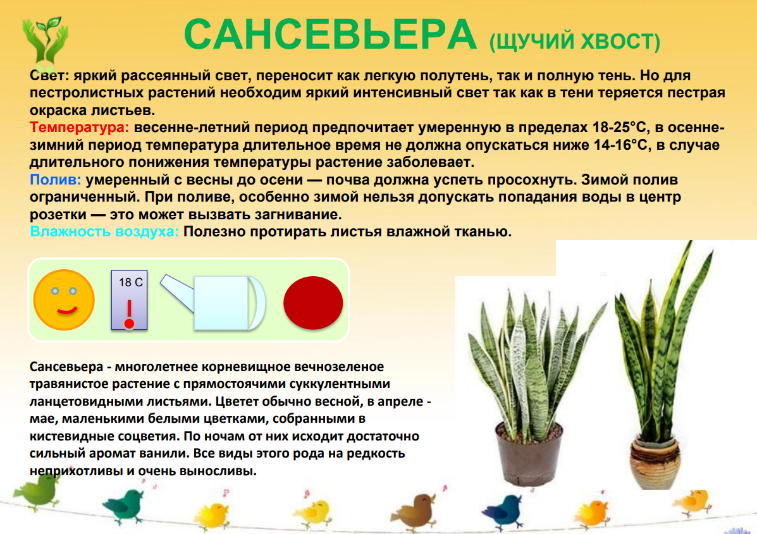 САНСЕВЬЕРА (ЩУЧИЙ ХВОСТ)
Свет: яркий рассеянный свет, переносит как легкую полутень, так и полную тень. Но для
пестролистных растений необходим яркий интенсивный свет так как в тени теряется пестрая
окраска листьев.
Температура: весенне-летний период предпочитает умеренную в пределах 18-25°C, в осенне-
зимний период температура длительное время не должна опускаться ниже 14-16°C, в случае
длительного понижения температуры растение заболевает.
Полив: умеренный с весны до осени — почва должна успеть просохнуть. Зимой полив
ограниченный. При поливе, особенно зимой нельзя допускать попадания воды в центр
розетки — это может вызвать загнивание.
Влажность воздуха: Полезно протирать листья влажной тканью.
18 С
Сансевьера - многолетнее корневищное вечнозеленое
травянистое растение с прямостоячими суккулентными
ланцетовидными листьями. Цветет обычно весной, в апреле -
мае, маленькими белыми цветками, собранными в
кистевидные соцветия. По ночам от них исходит достаточно
сильный аромат ванили. Все виды этого рода на редкость
неприхотливы и очень выносливы.